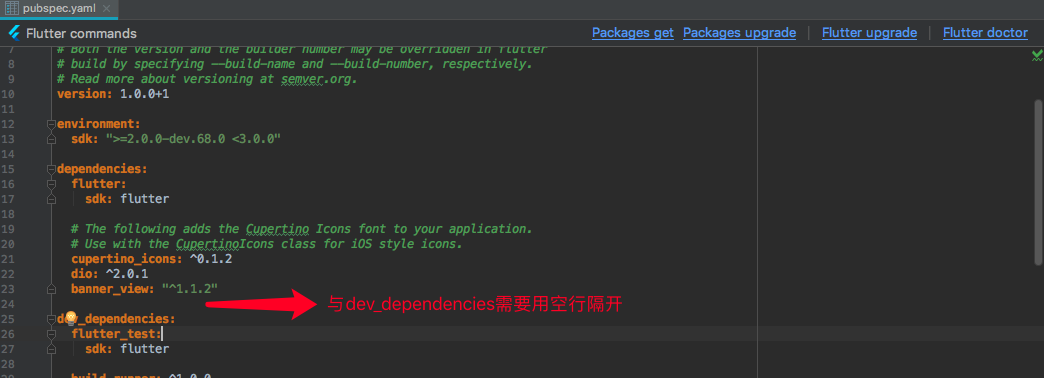 pubspec.yaml
Flutter commands
Packages get
Packages upgrade
Flutter upgrade
Flutter doctor
7 # Both the version and the builder number may be overridden in flutter
8 # build by specifying --build-name and --build-number, respectively.
9 # Read more about versioning at semver.org.
10 version: 1.0.0+1
11
12 environment:
13 sdk: ">=2.0.0-dev.68.0 <3.0.0"
14
15 dependencies:
16 flutter:
17 sdk: flutter
18
19 # The following adds the Cupertino Icons font to your application.
20 # Use with the CupertinoIcons class for iOS style icons.
21 cupertino_icons: ^0.1.2
22 dio: ^2.0.1
23 banner_view: "^1.1.2"
与dev_dependencies需要用空行隔开
24
25 dev_dependencies:
26 flutter_test:
27 sdk: flutter
28
29 build_runner: ^1.0.0